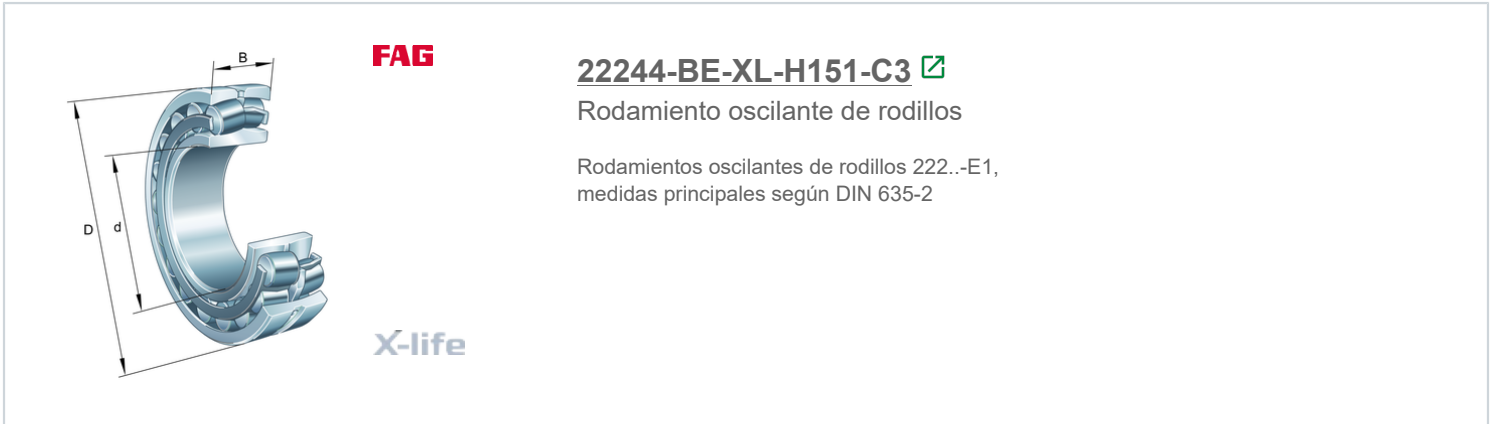 B
FAG
22244-BE-XL-H151-C3
Rodamiento oscilante de rodillos
Rodamientos oscilantes de rodillos 222..-E1,
medidas principales según DIN 635-2
D
d
X-life